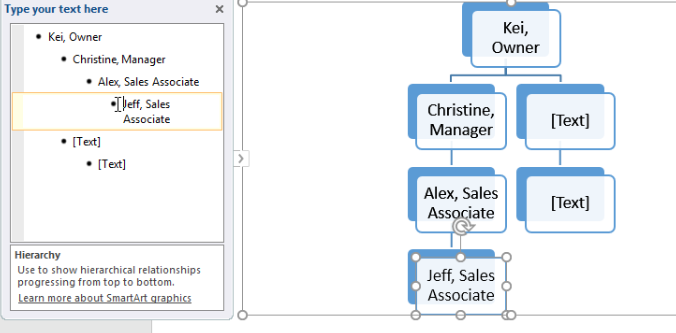 Type your text here
Kei, Owner
Christine, Manager
Alex, Sales Associate
Jeff, Sales
Associate
[Text]
[Text]
Hierarchy
Use to show hierarchical relationships
progressing from top to bottom.
Learn more about SmartArt graphics
Kei,
Owner
Christine,
Manager
[Text]
Alex, Sales
Associate
[Text]
Jeff, Sales
Associate